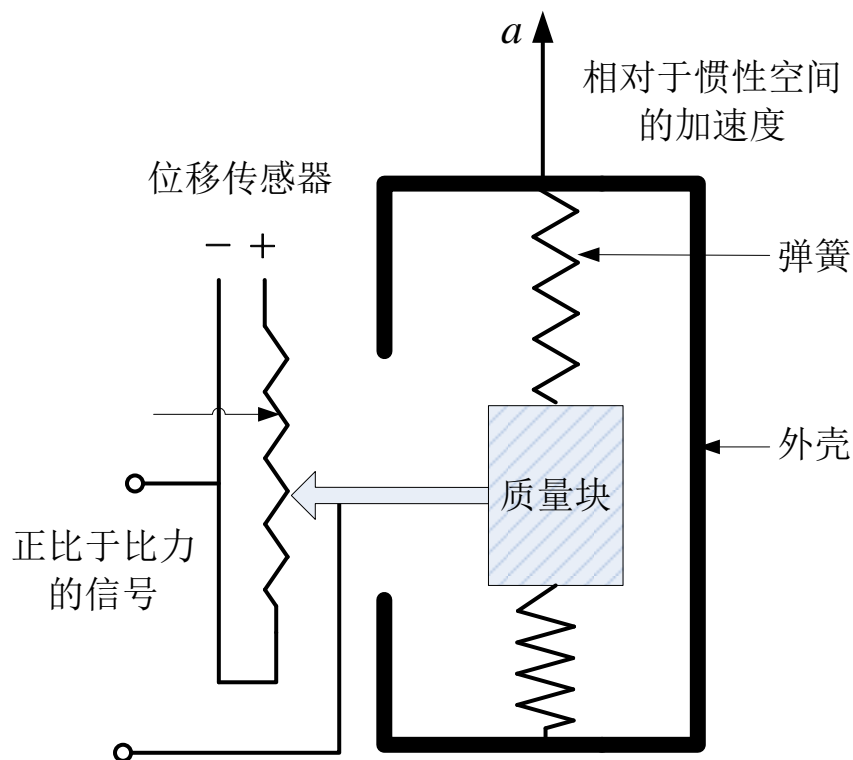 a
相对于惯性空间
的加速度
位移传感器
− +
弹簧
外壳
质量块
正比于比力
的信号